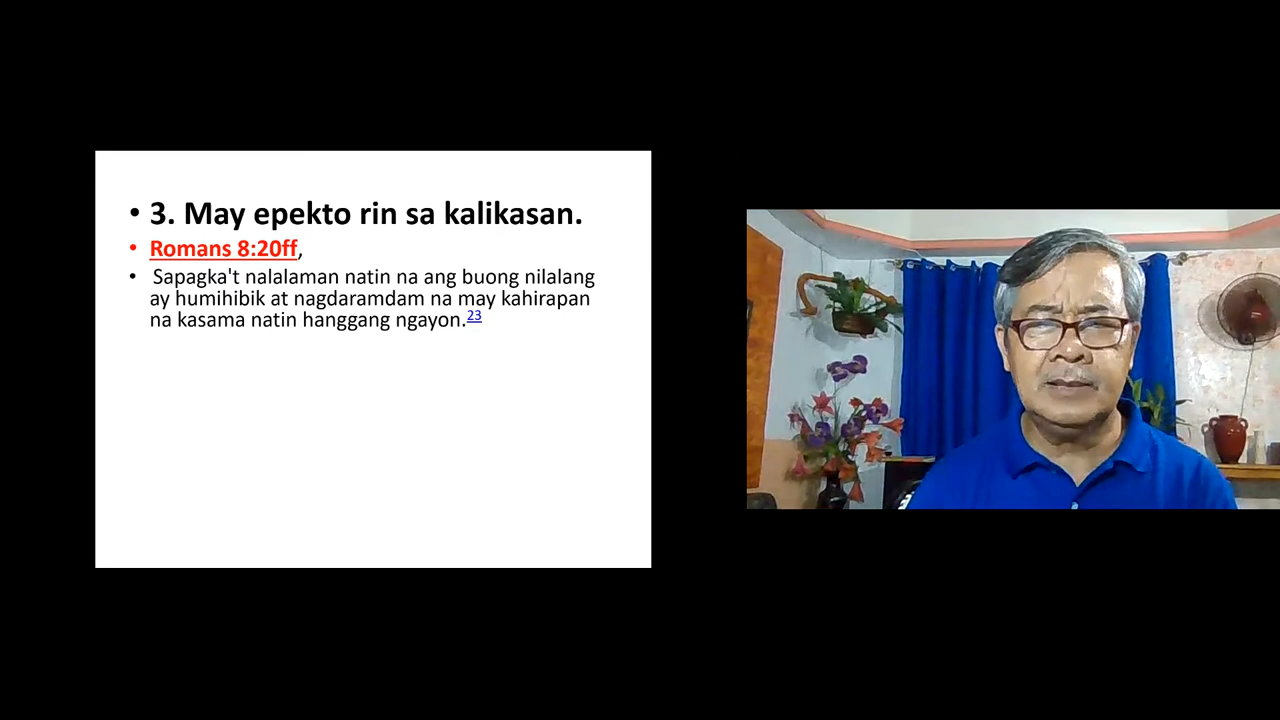 • 3. May epekto rin sa kalikasan.
• Romans 8:20ff,
• Sapagka't nalalaman natin na ang buong nilalang
ay humihibik at nagdaramdam na may kahirapan
na kasama natin hanggang ngayon.23